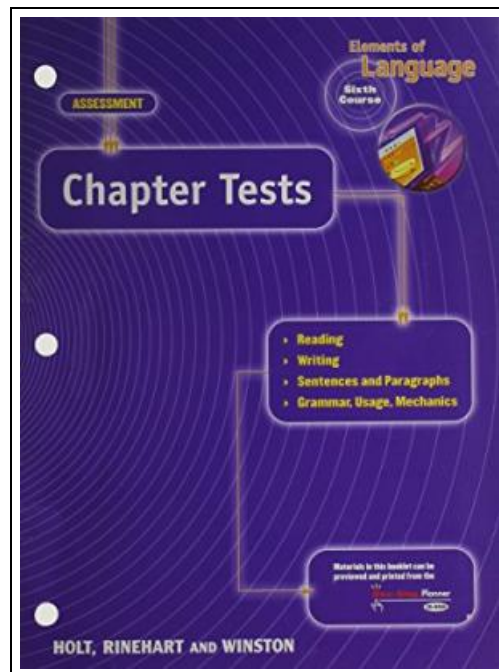 Elements of
Language
Sixth
Course
ASSESSMENT
Chapter Tests
Reading
Writing
Sentences and Paragraphs
Grammar, Usage, Mechanics
Materials in this booklet can be
previewed and printed from the
Planner
HOLT, RINEHART AND WINSTON